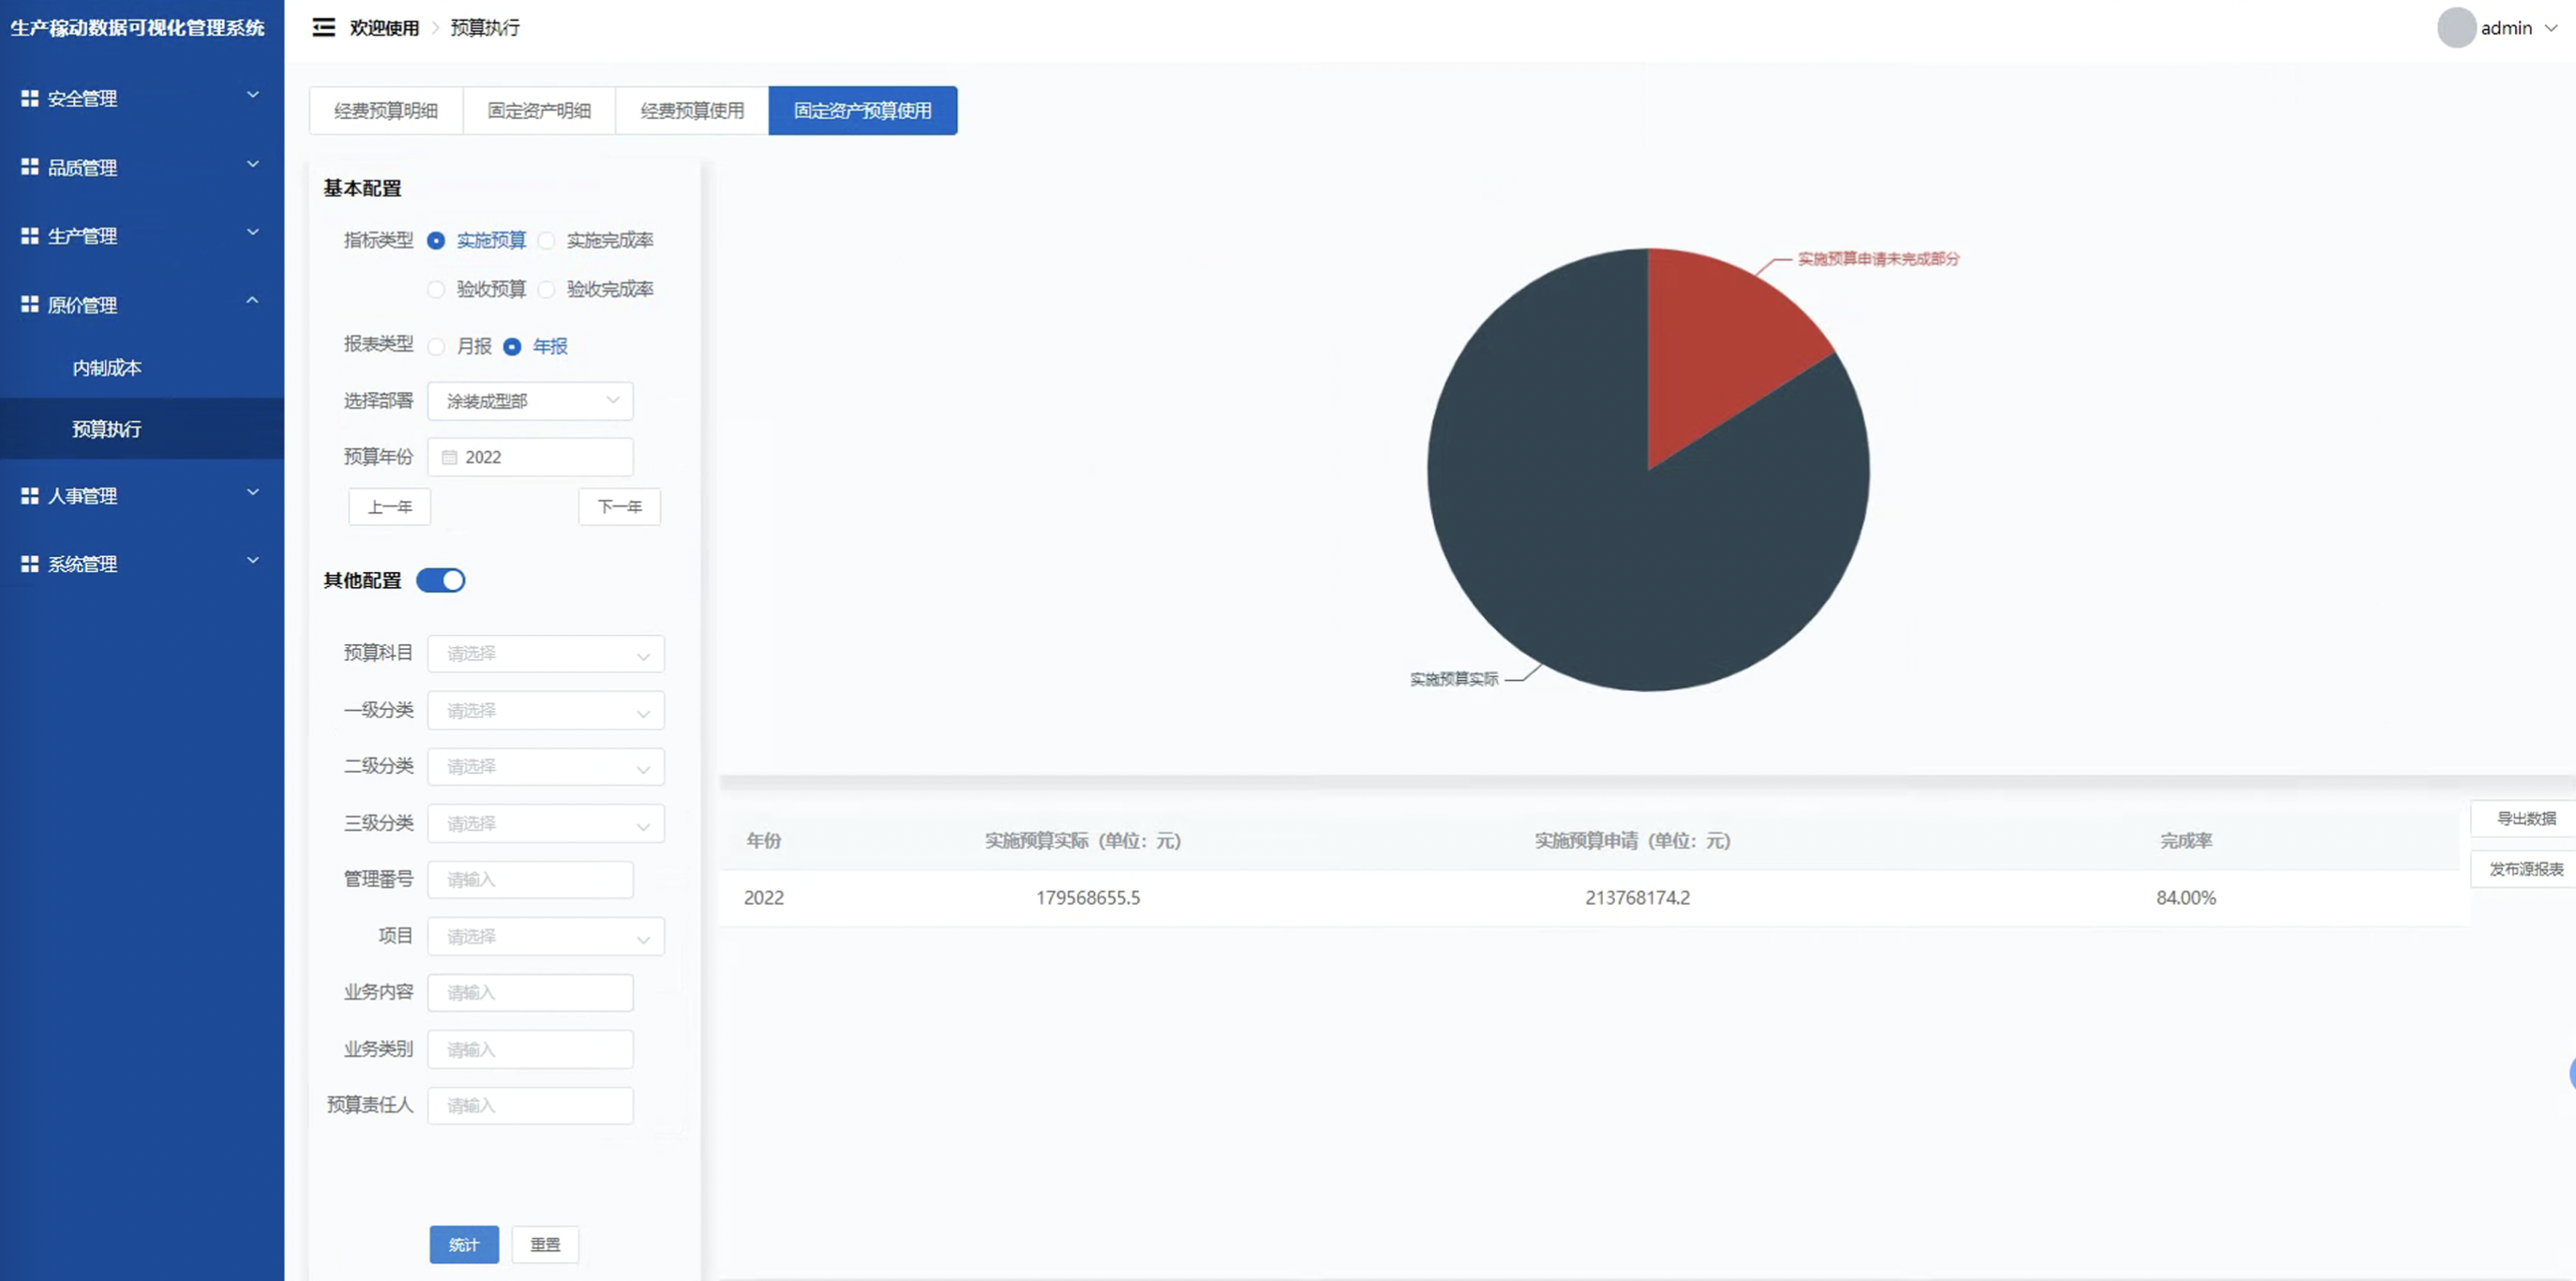 生产稼动数据可视化管理系统
欢迎使用 > 预算执行
admin
安全管理
品质管理
生产管理
原价管理
内制成本
预算执行
人事管理
系统管理
经费预算明细 固定资产明细 经费预算使用 固定资产预算使用
基本配置
指标类型 实施预算 实施完成率
验收预算 验收完成率
报表类型 月报 年报
选择部署 涂装成型部
预算年份 2022
上一年 下一年
其他配置
预算科目 请选择
一级分类 请选择
二级分类 请选择
三级分类 请选择
管理番号 请输入
项目 请选择
业务内容 请输入
业务类别 请输入
预算责任人 请输入
统计 重置
实施预算申请未完成部分
实施预算实际
年份 实施预算实际（单位：元） 实施预算申请（单位：元） 完成率
2022 179568655.5 213768174.2 84.00%
导出数据
发布源报表